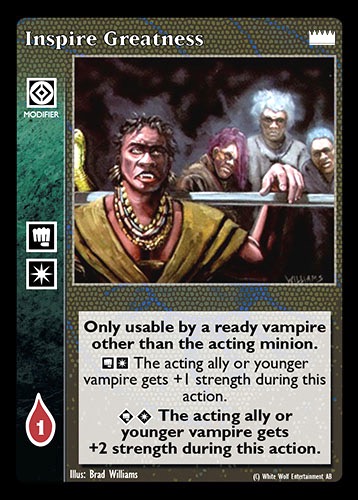 Inspire Greatness
MODIFIER
WILLIAMS
Only usable by a ready vampire
other than the acting minion.
The acting ally or younger
vampire gets +1 strength during this
action.
The acting ally or
younger vampire gets
+2 strength during this action.
1
Illus: Brad Williams
(C) White Wolf Entertainment AB